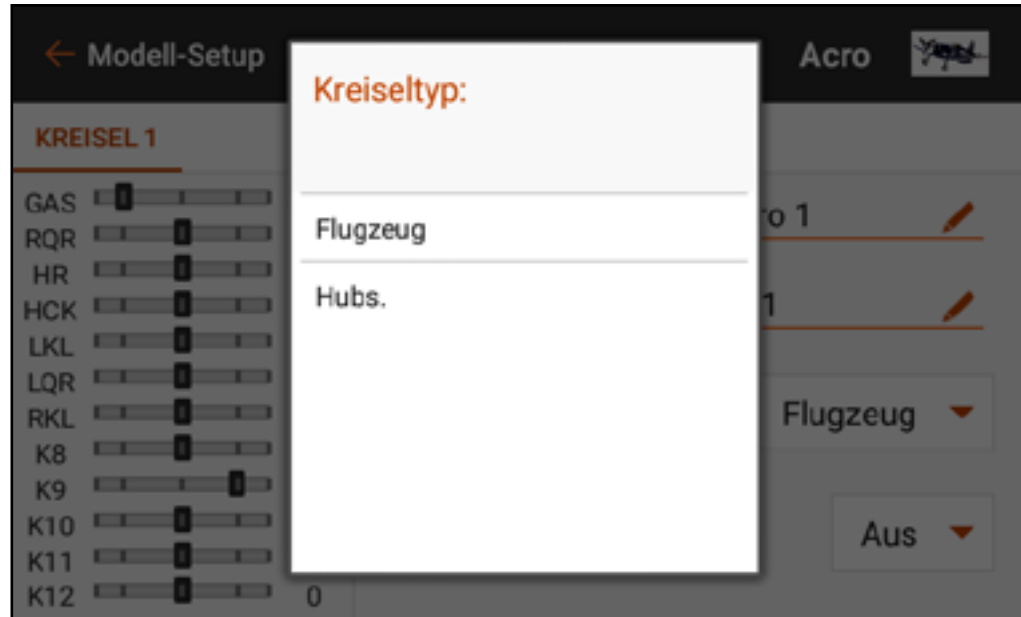 ← Modell-Setup
Acro
Kreiseltyp:
KREISEL 1
GAS
RQR
HR
HCK
LKL
LQR
RKL
K8
K9
K10
K11
K12 0
Flugzeug
Hubs.
ro 1
1
Flugzeug
Aus